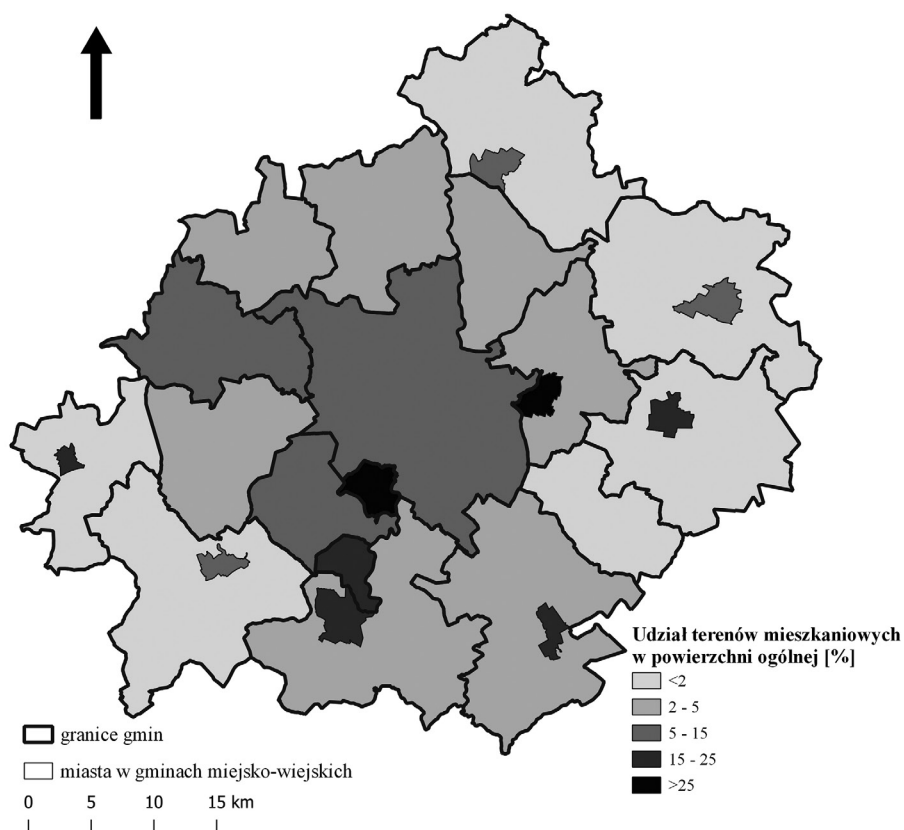 Udział terenów mieszkaniowych
w powierzchni ogólnej [%]
<2
2 - 5
5 - 15
15 - 25
>25
granice gmin
miasta w gminach miejsko-wiejskich
0 5 10 15 km